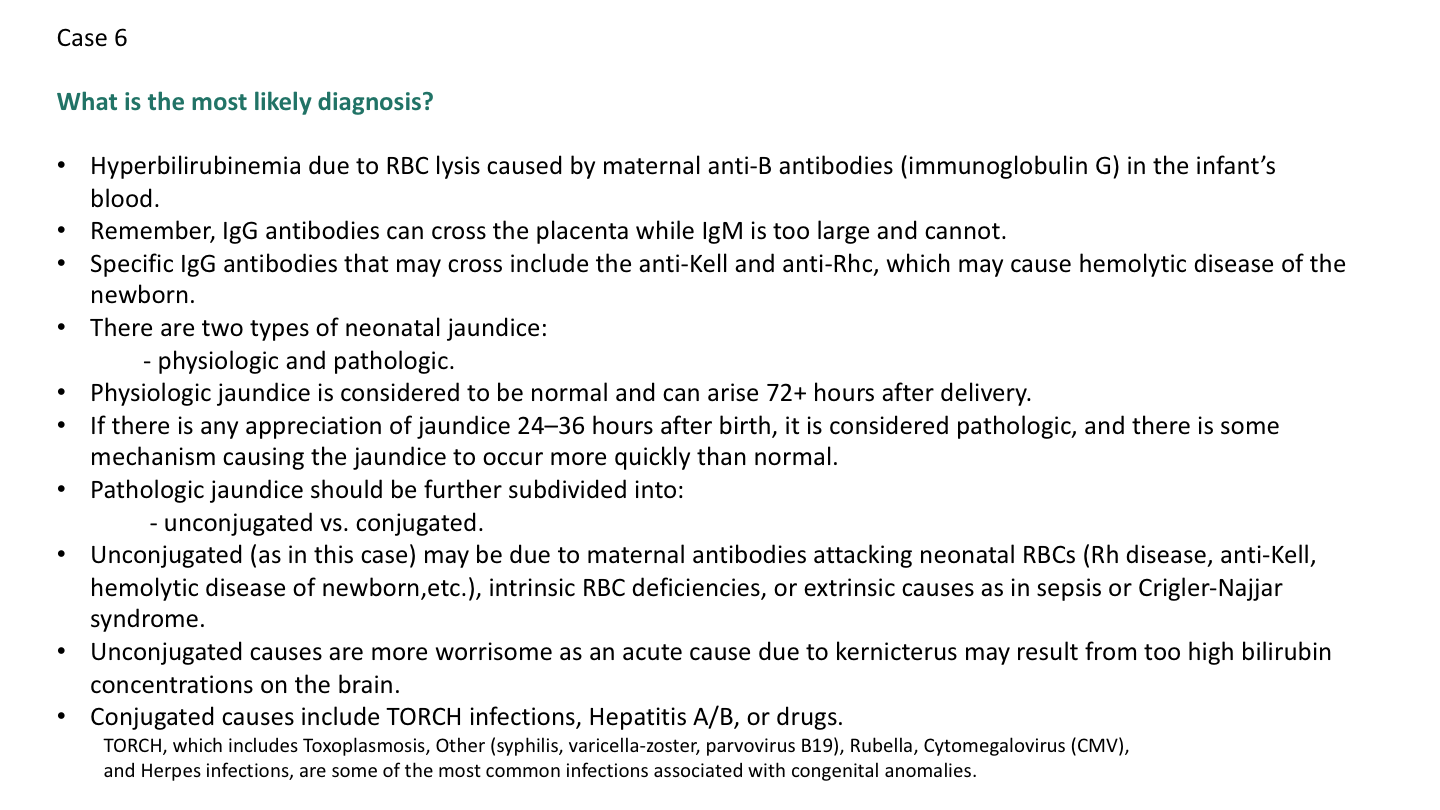 Case 6
What is the most likely diagnosis?
• Hyperbilirubinemia due to RBC lysis caused by maternal anti-B antibodies (immunoglobulin G) in the infant’s
blood.
• Remember, IgG antibodies can cross the placenta while IgM is too large and cannot.
• Specific IgG antibodies that may cross include the anti-Kell and anti-Rhc, which may cause hemolytic disease of the
newborn.
• There are two types of neonatal jaundice:
- physiologic and pathologic.
• Physiologic jaundice is considered to be normal and can arise 72+ hours after delivery.
• If there is any appreciation of jaundice 24–36 hours after birth, it is considered pathologic, and there is some
mechanism causing the jaundice to occur more quickly than normal.
• Pathologic jaundice should be further subdivided into:
- unconjugated vs. conjugated.
• Unconjugated (as in this case) may be due to maternal antibodies attacking neonatal RBCs (Rh disease, anti-Kell,
hemolytic disease of newborn,etc.), intrinsic RBC deficiencies, or extrinsic causes as in sepsis or Crigler-Najjar
syndrome.
• Unconjugated causes are more worrisome as an acute cause due to kernicterus may result from too high bilirubin
concentrations on the brain.
• Conjugated causes include TORCH infections, Hepatitis A/B, or drugs.
TORCH, which includes Toxoplasmosis, Other (syphilis, varicella-zoster, parvovirus B19), Rubella, Cytomegalovirus (CMV),
and Herpes infections, are some of the most common infections associated with congenital anomalies.